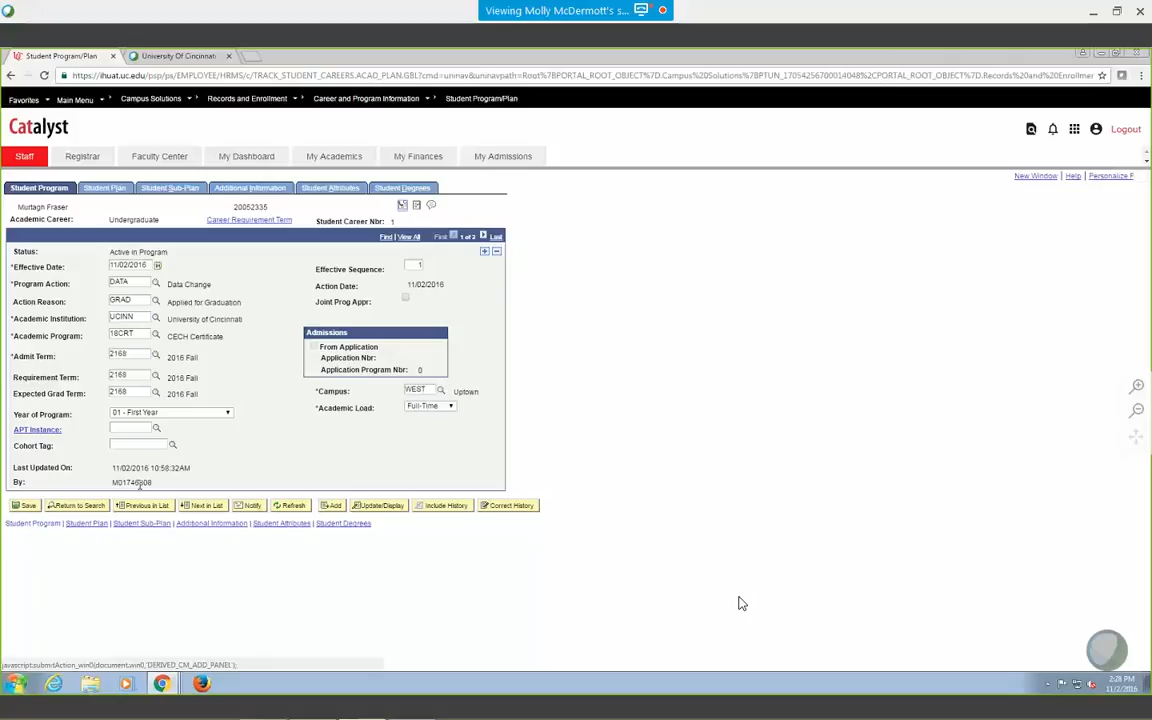 Viewing Molly McDermott's s...
Student Program/Plan
University Of Cincinnati
https://ihuat.uc.edu/psp/ps/EMPLOYEE/HRMS/c/TRACK_STUDENT_CAREERS.ACAD_PLAN.GBL?cmd=uninav&uninavpath=Root%7BPORTAL_ROOT_OBJECT%7D.Campus%20Solutions%7BPTUN_1705425670001404​8%2CPORTAL_ROOT_OBJECT%7D.Records%20and%20Enrollment
Favorites Main Menu > Campus Solutions > Records and Enrollment > Career and Program Information > Student Program/Plan
Catalyst
Logout
Staff Registrar Faculty Center My Dashboard My Academics My Finances My Admissions
New Window | Help | Personalize F
Student Program Student Plan Student Sub-Plan Additional Information Student Attributes Student Degrees
Murtagh Fraser 20052335
Academic Career: Undergraduate Career Requirement Term Student Career Nbr: 1
Find | View All First 1 of 2 Last
Status: Active in Program
*Effective Date: 11/02/2016 Effective Sequence: 1
*Program Action: DATA Data Change Action Date: 11/02/2016
Action Reason: GRAD Applied for Graduation Joint Prog Appr:
*Academic Institution: UCINN University of Cincinnati
*Academic Program: 18CRT CECH Certificate
Admissions
From Application
Application Nbr:
Application Program Nbr: 0
*Admit Term: 2168 2016 Fall
Requirement Term: 2168 2016 Fall
Expected Grad Term: 2168 2016 Fall
*Campus: WEST Uptown
*Academic Load: Full-Time
Year of Program: 01 - First Year
APT Instance:
Cohort Tag:
Last Updated On: 11/02/2016 10:58:32AM
By:
Save Return to Search Previous in List Next in List Notify Refresh Add Update/Display Include History Correct History
Student Program | Student Plan | Student Sub-Plan | Additional Information | Student Attributes | Student Degrees
javascript:submitAction_win0(document.win0,'DERIVED_CM_ADD_PANEL');
2:28 PM
11/2/2016